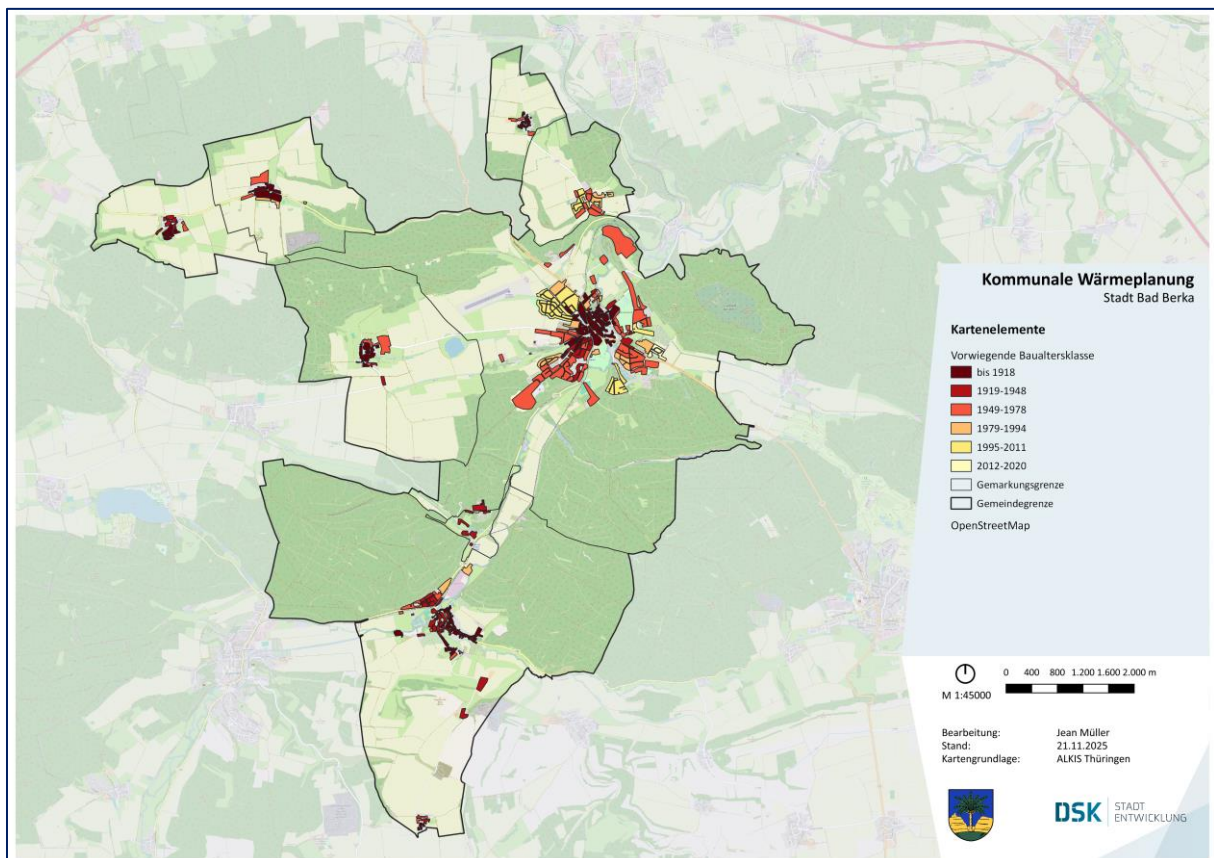 Kommunale Wärmeplanung
Stadt Bad Berka
Kartenelemente
Vorwiegende Baualtersklasse
bis 1918
1919-1948
1949-1978
1979-1994
1995-2011
2012-2020
Gemarkungsgrenze
Gemeindegrenze
OpenStreetMap
M 1:45000
0 400 800 1.200 1.600 2.000 m
Bearbeitung: Jean Müller
Stand: 21.11.2025
Kartengrundlage: ALKIS Thüringen
DSK STADT
ENTWICKLUNG